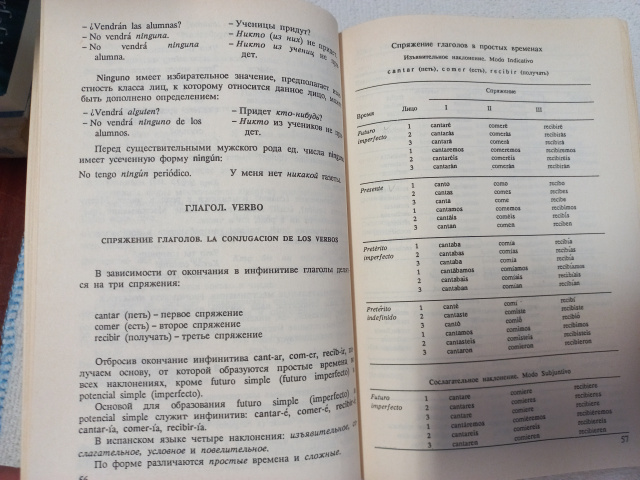 – ¿Vendrán las alumnas? – Ученицы придут?
– No vendrá ninguna. – Никто (из них) не придет.
– No vendrá ninguna alumna. – Никто из учениц не придет.
Ninguno имеет избирательное значение, предполагает
тность класса лиц, к которому относится данное лицо,
быть дополнено определением:
– ¿Vendrá alguien? – Придет кто-нибудь?
– No vendrá ninguno de los alumnos. – Никто из учеников не
дет.
Перед существительными мужского рода ед. числа
имеет усеченную форму ningún:
No tengo ningún periódico. У меня нет никакой газеты.
ГЛАГОЛ. VERBO
СПРЯЖЕНИЕ ГЛАГОЛОВ. LA CONJUGACION DE LOS VERBOS
В зависимости от окончания в инфинитиве глаголы
ся на три спряжения:
cantar (петь) – первое спряжение
comer (есть) – второе спряжение
recibir (получать) – третье спряжение
Отбросив окончание инфинитива cant-ar, com-er, recib-ir,
лучаем основу, от которой образуются простые времена
всех наклонениях, кроме futuro simple (futuro imperfecto)
potencial simple (imperfecto).
Основой для образования futuro simple (imperfecto)
potencial simple служит инфинитив: cantar-é, comer-é,
cantar-ía, comer-ía, recibir-ía.
В испанском языке четыре наклонения: изъявительное,
слагательное, условное и повелительное.
По форме различаются простые времена и сложные.
56
Спряжение глаголов в простых временах
Изъявительное наклонение. Modo Indicativo
cantar (петь), comer (есть), recibir (получать)
Спряжение
Время Лицо I II III
Futuro 1 cantaré comeré recibiré
imperfecto 2 cantarás comerás recibirás
3 cantará comerá recibirá
1 cantaremos comeremos recibiremos
2 cantaréis comeréis recibiréis
3 cantarán comerán recibirán
Presente 1 canto como recibo
2 cantas comes recibes
3 canta come recibe
1 cantamos comemos recibimos
2 cantáis coméis recibís
3 cantan comen reciben
Pretérito 1 cantaba comía recibía
imperfecto 2 cantabas comías recibías
3 cantaba comía recibía
1 cantábamos comíamos recibíamos
2 cantabais comíais recibíais
3 cantaban comían recibían
Pretérito 1 canté comí recibí
indefinido 2 cantaste comiste recibiste
3 cantó comió recibió
1 cantamos comimos recibimos
2 cantasteis comisteis recibisteis
3 cantaron comieron recibieron
Сослагательное наклонение. Modo Subjuntivo
Futuro 1 cantare comiere recibiere
imperfecto 2 cantares comieres recibieres
3 cantare comiere recibiere
1 cantáremos comiéremos recibiéremos
2 cantareis comiereis recibiereis
3 cantaren comieren recibieren
57